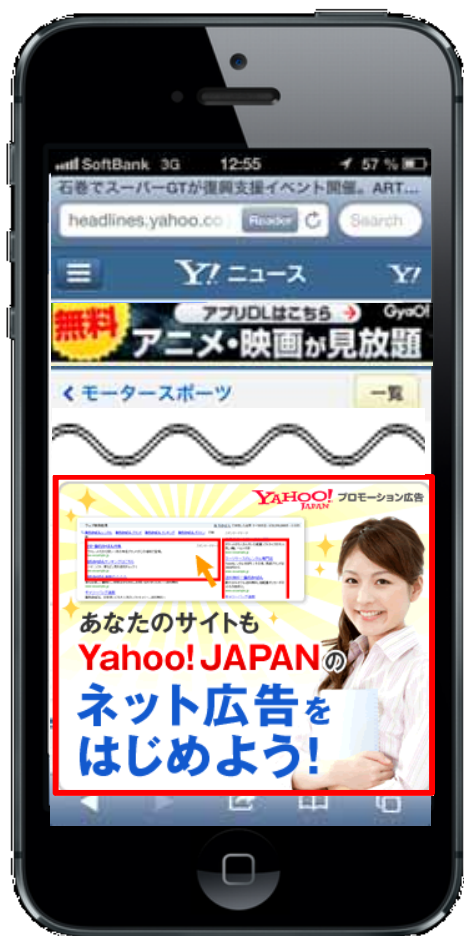 SoftBank 3G 12:55 57 %
石巻でスーパーGTが復興支援イベント開催。ART...
headlines.yahoo.co Reader Search
Y! ニュース Y!
無料 アプリDLはこちら GyaO!
アニメ・映画が見放題
モータースポーツ 一覧
YAHOO! JAPAN プロモーション広告
あなたのサイトも
Yahoo! JAPANの
ネット広告を
はじめよう!